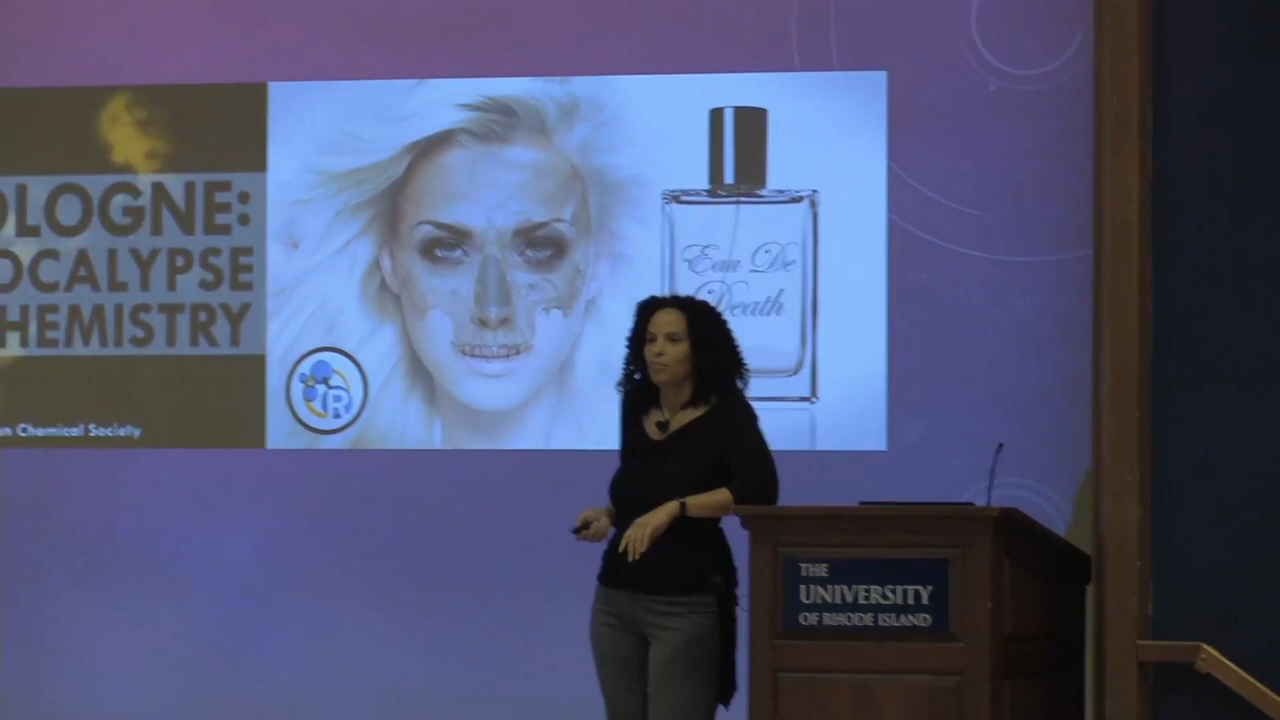 OLOGNE:
OCALYPSE
HEMISTRY
n Chemical Society
R
Eau De
Death
THE
UNIVERSITY
OF RHODE ISLAND